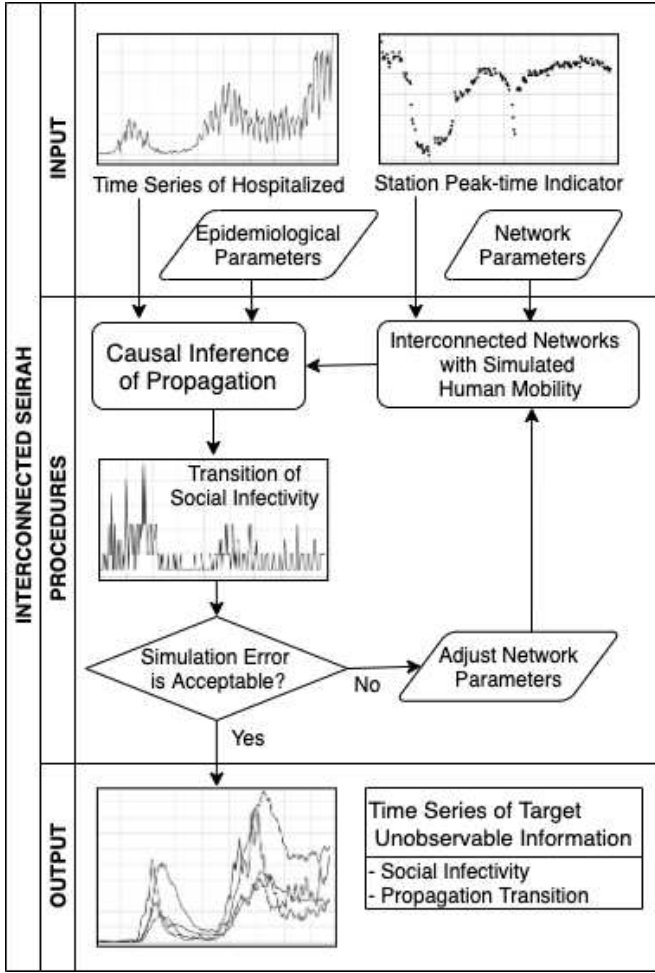 INTERCONNECTED SEIRAH
INPUT
Time Series of Hospitalized
Station Peak-time Indicator
Epidemiological
Parameters
Network
Parameters
PROCEDURES
Causal Inference
of Propagation
Interconnected Networks
with Simulated
Human Mobility
Transition of
Social Infectivity
Simulation Error
is Acceptable?
No
Adjust Network
Parameters
Yes
OUTPUT
Time Series of Target
Unobservable Information
- Social Infectivity
- Propagation Transition